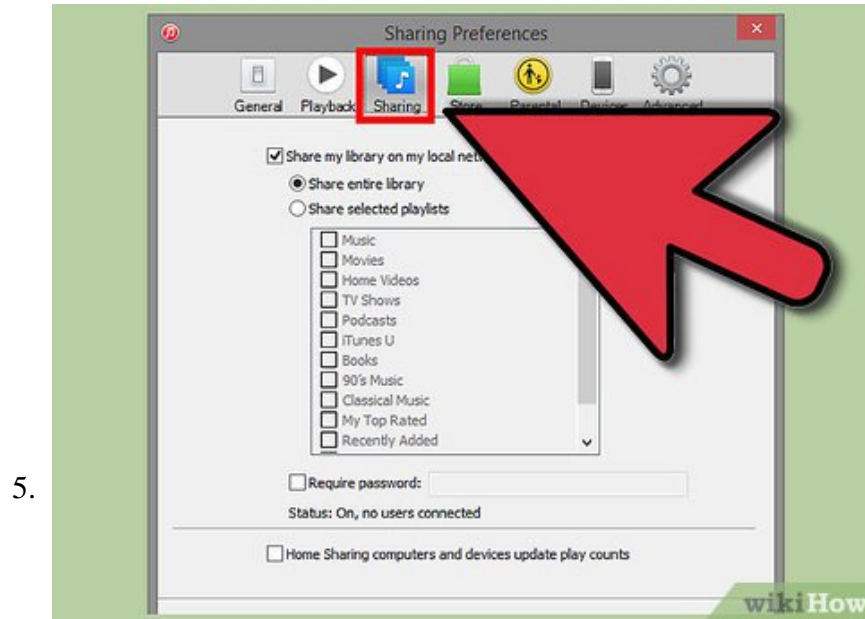 Sharing Preferences
General Playback Sharing Store Parental Devices Advanced
Share my library on my local
Share entire library
Share selected playlists
Music
Movies
Home Videos
TV Shows
Podcasts
iTunes U
Books
90's Music
Classical Music
My Top Rated
Recently Added
5.
Require password:
Status: On, no users connected
Home Sharing computers and devices update play counts
wikiHow